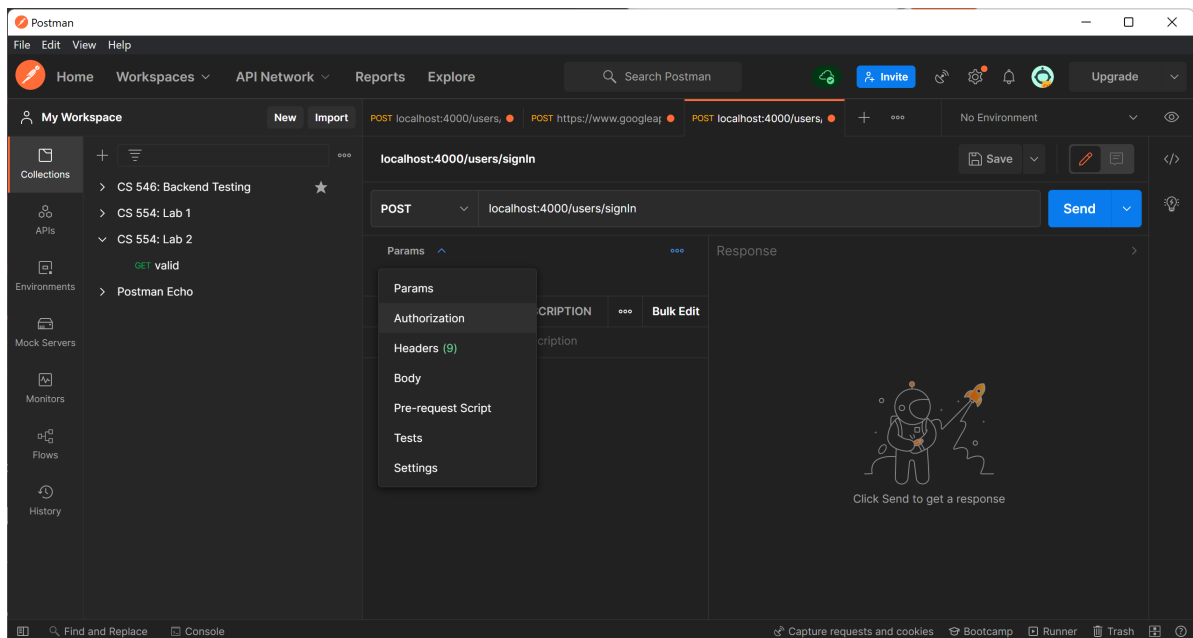 Postman
File Edit View Help
Home Workspaces API Network Reports Explore Search Postman Invite Upgrade
My Workspace New Import POST localhost:4000/users, POST https://www.googleap POST localhost:4000/users, No Environment
Collections
APIs
Environments
Mock Servers
Monitors
Flows
History
CS 546: Backend Testing
CS 554: Lab 1
CS 554: Lab 2
GET valid
Postman Echo
localhost:4000/users/signIn Save
POST localhost:4000/users/signIn Send
Params Response
Params
Authorization
Headers (9)
Body
Pre-request Script
Tests
Settings
CRIPTION Bulk Edit
cription
Click Send to get a response
Find and Replace Console Capture requests and cookies Bootcamp Runner Trash